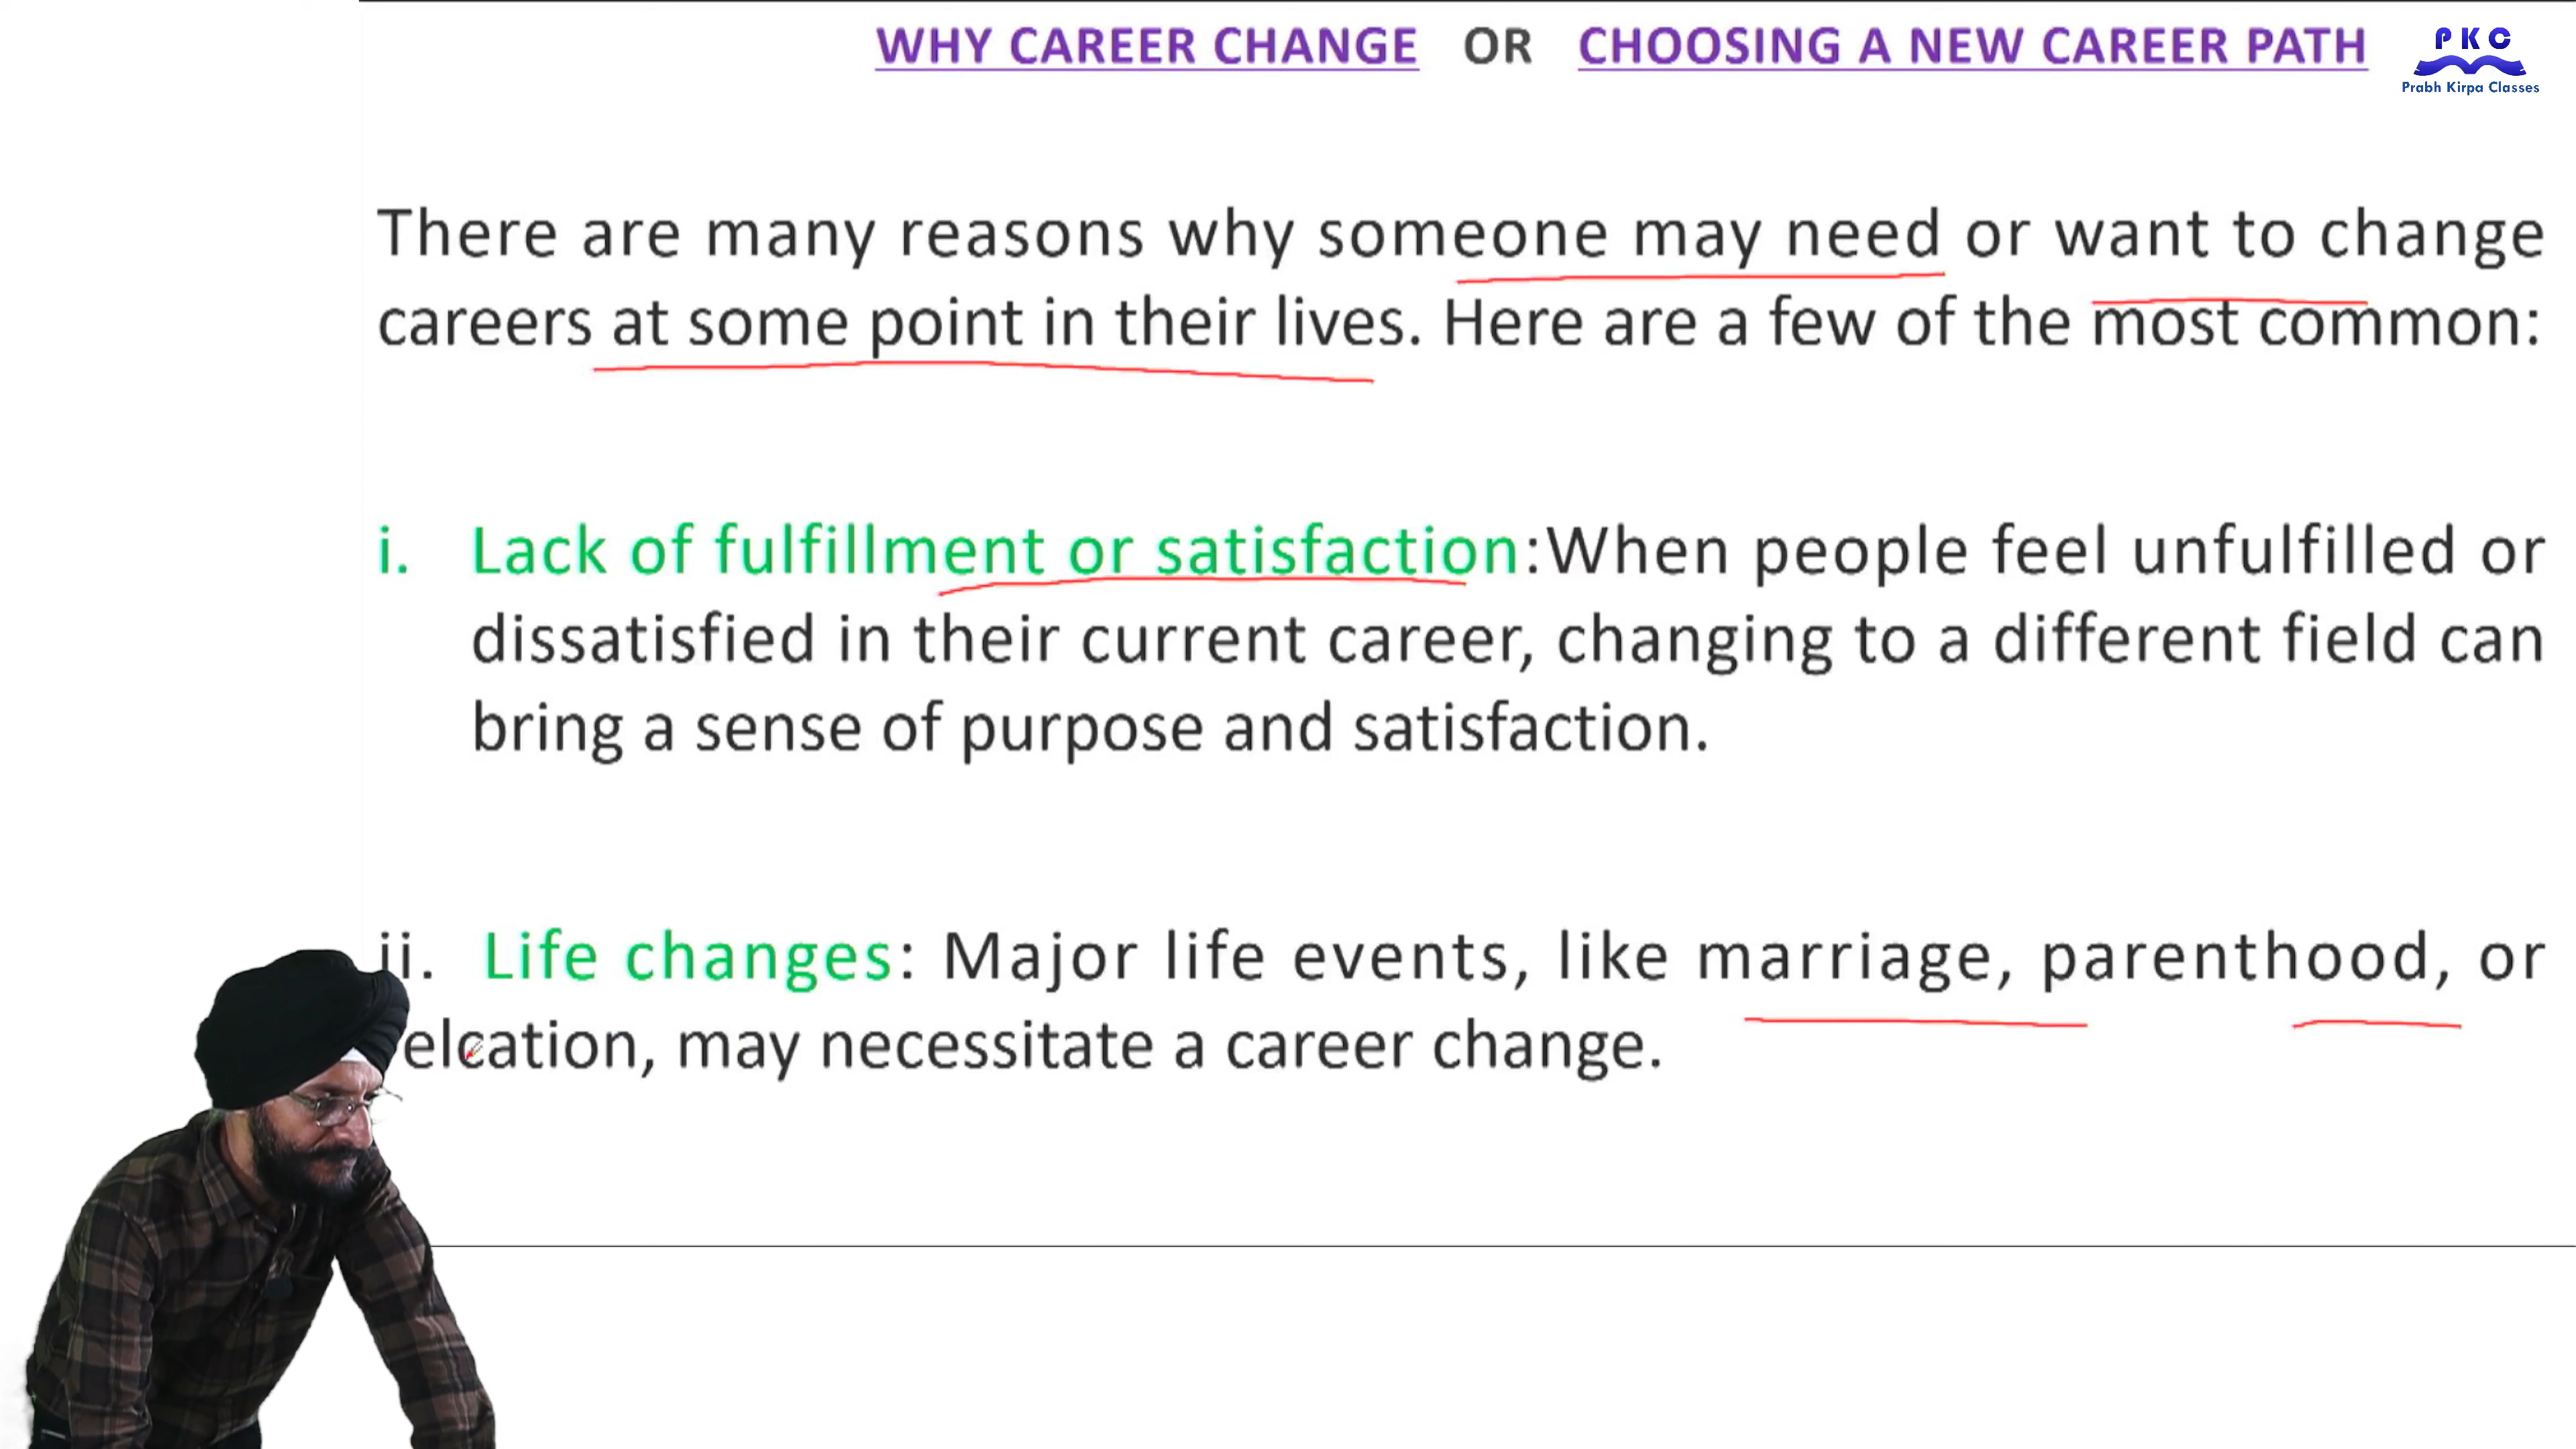 WHY CAREER CHANGE OR CHOOSING A NEW CAREER PATH
PKC
Prabh Kirpa Classes
There are many reasons why someone may need or want to change
careers at some point in their lives. Here are a few of the most common:
i. Lack of fulfillment or satisfaction:When people feel unfulfilled or
dissatisfied in their current career, changing to a different field can
bring a sense of purpose and satisfaction.
ii. Life changes: Major life events, like marriage, parenthood, or
may necessitate a career change.